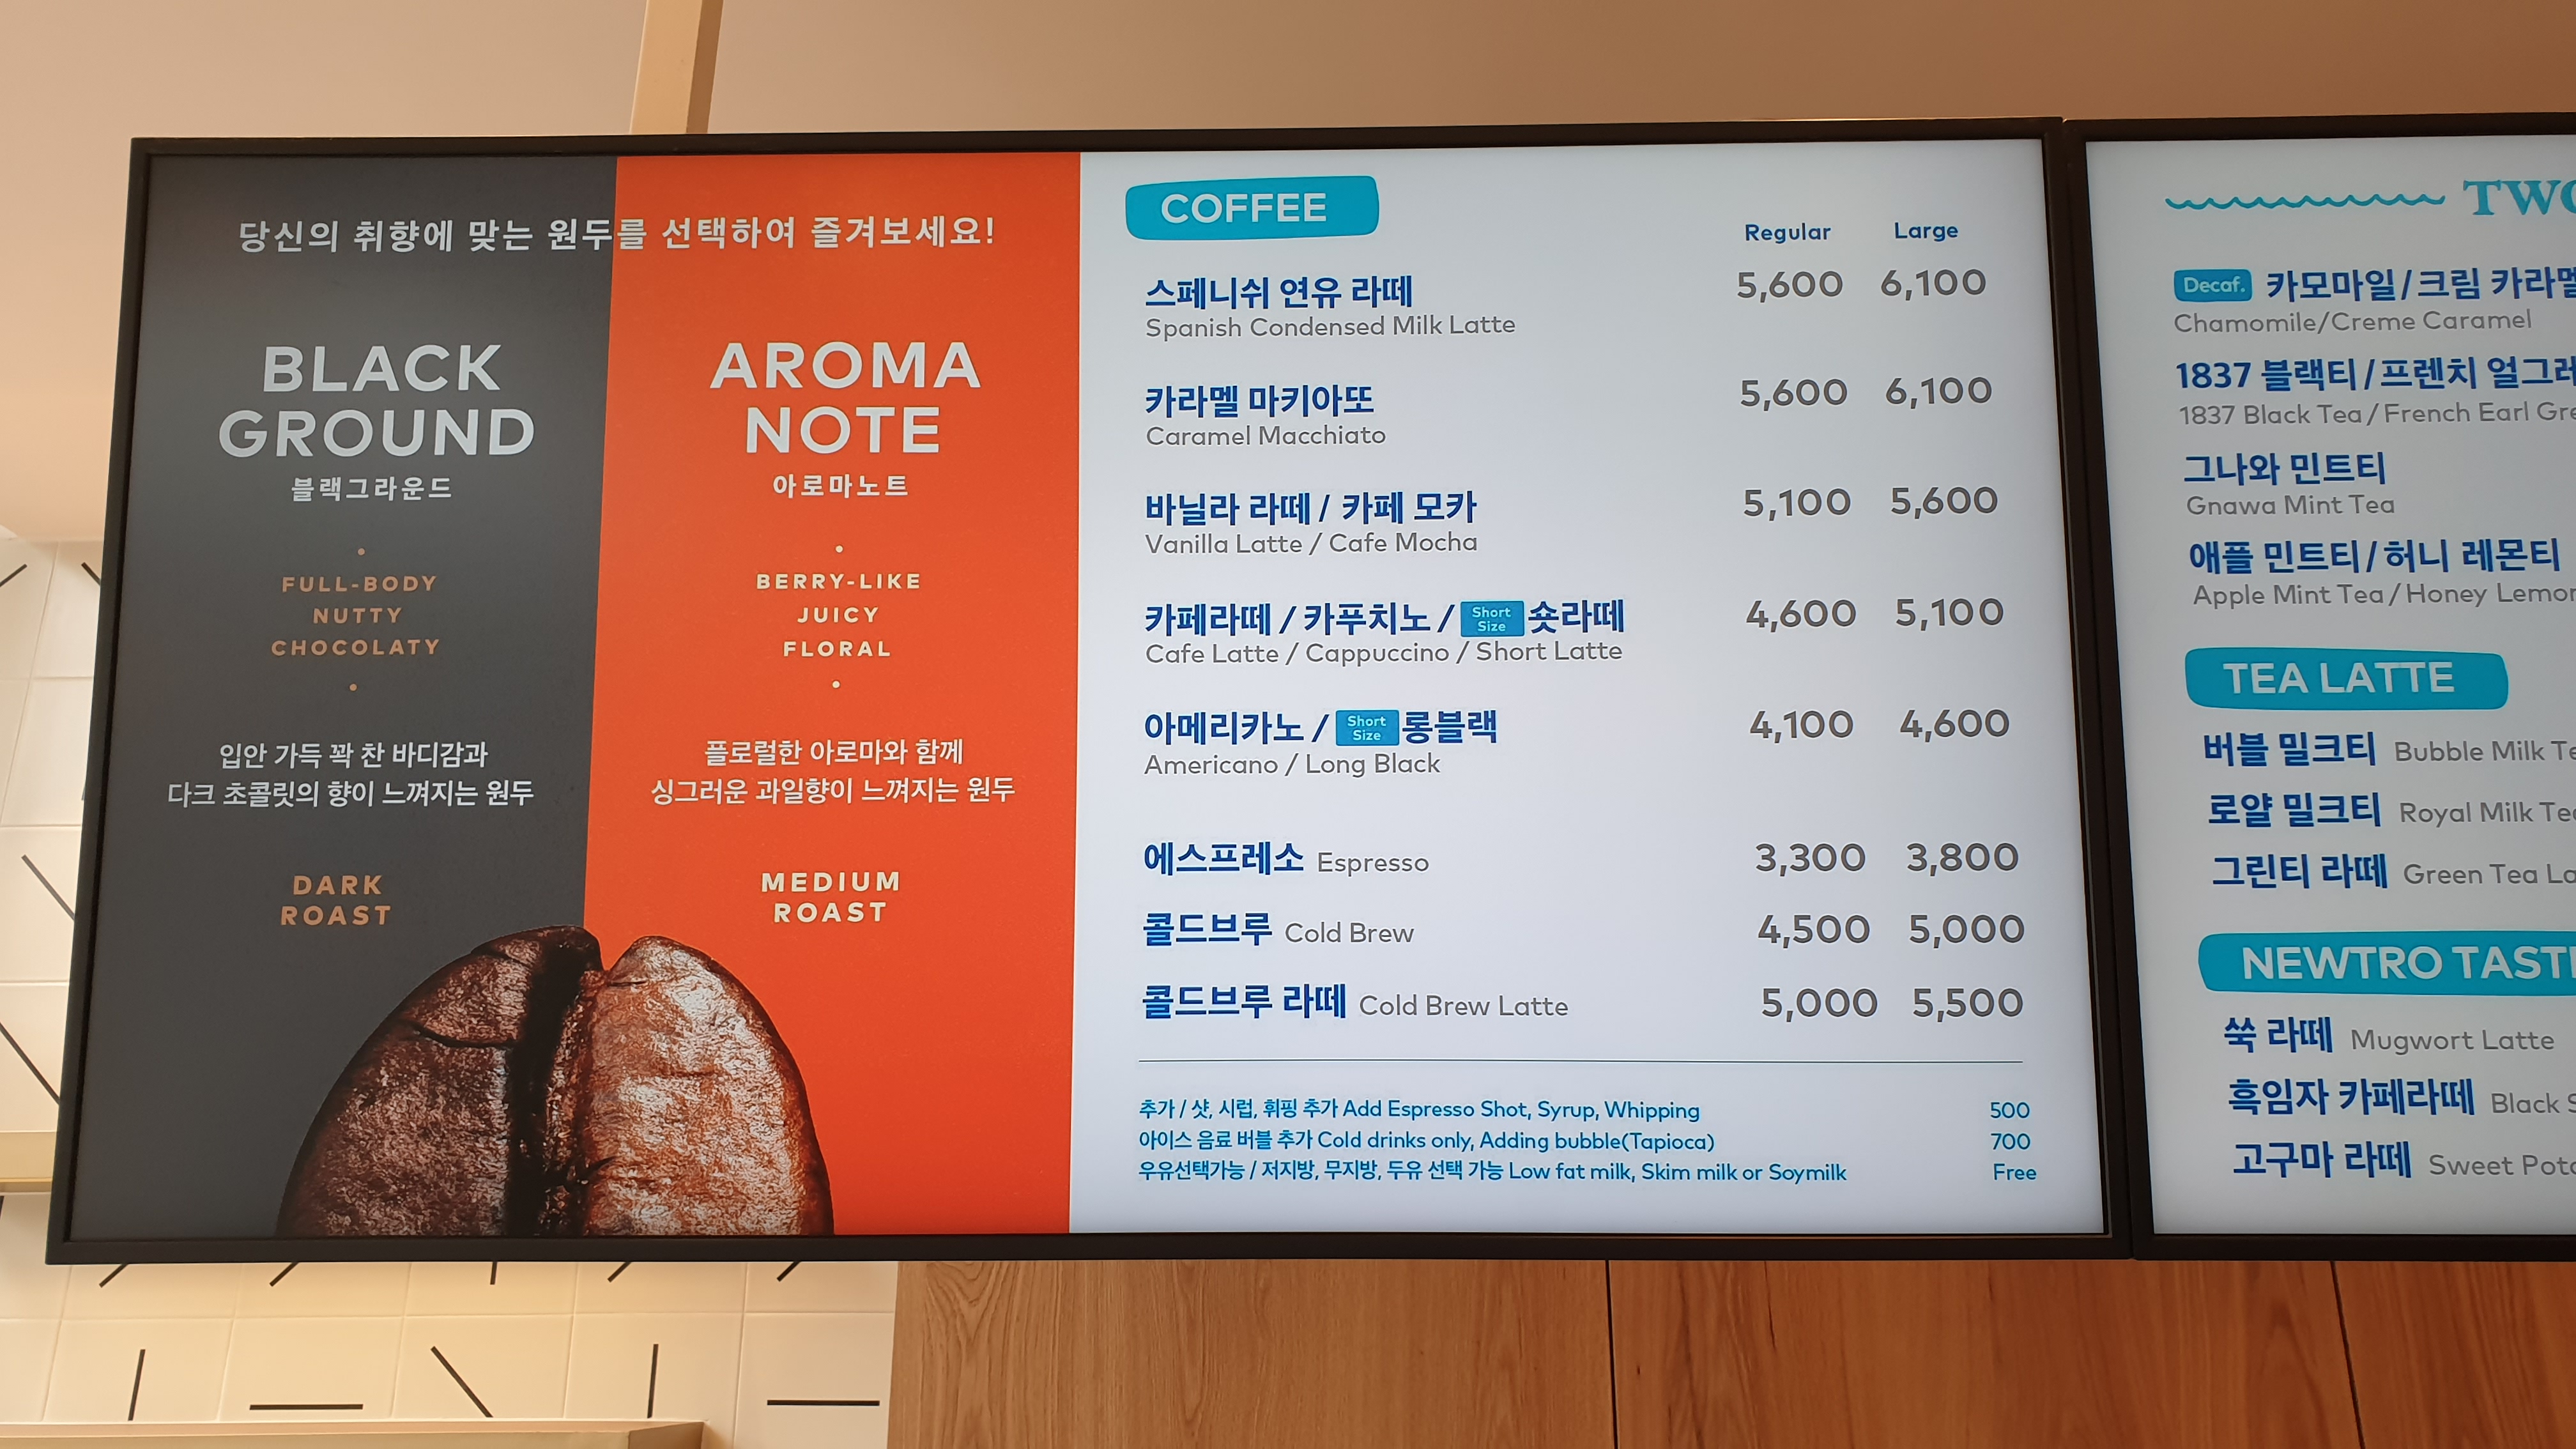 당신의 취향에 맞는 원두를 선택하여 즐겨보세요!
BLACK
GROUND
블랙그라운드
FULL-BODY
NUTTY
CHOCOLATY
입안 가득 꽉 찬 바디감과
다크 초콜릿의 향이 느껴지는 원두
DARK
ROAST
AROMA
NOTE
아로마노트
BERRY-LIKE
JUICY
FLORAL
플로럴한 아로마와 함께
싱그러운 과일향이 느껴지는 원두
MEDIUM
ROAST
COFFEE
Regular Large
스페니쉬 연유 라떼 5,600 6,100
Spanish Condensed Milk Latte
카라멜 마키아또 5,600 6,100
Caramel Macchiato
바닐라 라떼 / 카페 모카 5,100 5,600
Vanilla Latte / Cafe Mocha
카페라떼 / 카푸치노 / Short Size 숏라떼 4,600 5,100
Cafe Latte / Cappuccino / Short Latte
아메리카노 / Short Size 롱블랙 4,100 4,600
Americano / Long Black
에스프레소 Espresso 3,300 3,800
콜드브루 Cold Brew 4,500 5,000
콜드브루 라떼 Cold Brew Latte 5,000 5,500
추가 / 샷, 시럽, 휘핑 추가 Add Espresso Shot, Syrup, Whipping 500
아이스 음료 버블 추가 Cold drinks only, Adding bubble(Tapioca) 700
우유선택가능 / 저지방, 무지방, 두유 선택 가능 Low fat milk, Skim milk or Soymilk Free
Decaf. 카모마일/크림
Chamomile/Creme Caramel
1837 블랙티/프렌치
1837 Black Tea/French Earl
그나와 민트티
Gnawa Mint Tea
애플 민트티/허니 레몬티
Apple Mint Tea/Honey
TEA LATTE
버블 밀크티 Bubble Milk
로얄 밀크티 Royal Milk
그린티 라떼 Green Tea
NEWTRO
쑥 라떼 Mugwort Latte
흑임자 카페라떼 Black
고구마 라떼 Sweet